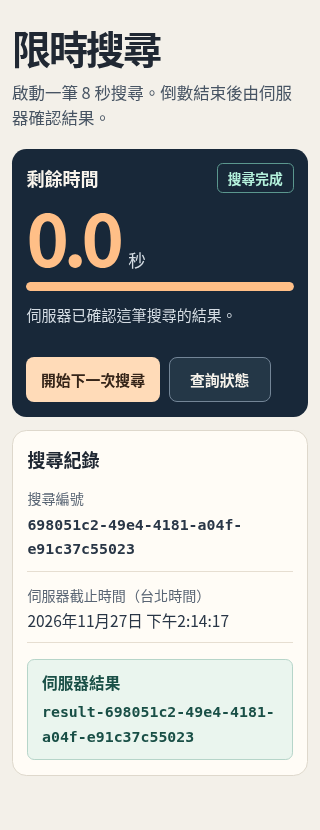 限時搜尋
啟動一筆 8 秒搜尋。倒數結束後由伺服
器確認結果。
剩餘時間
搜尋完成
0.0 秒
伺服器已確認這筆搜尋的結果。
開始下一次搜尋
查詢狀態
搜尋紀錄
搜尋編號
698051c2-49e4-4181-a04f-
e91c37c55023
伺服器截止時間（台北時間）
2026年11月27日 下午2:14:17
伺服器結果
result-698051c2-49e4-4181-
a04f-e91c37c55023